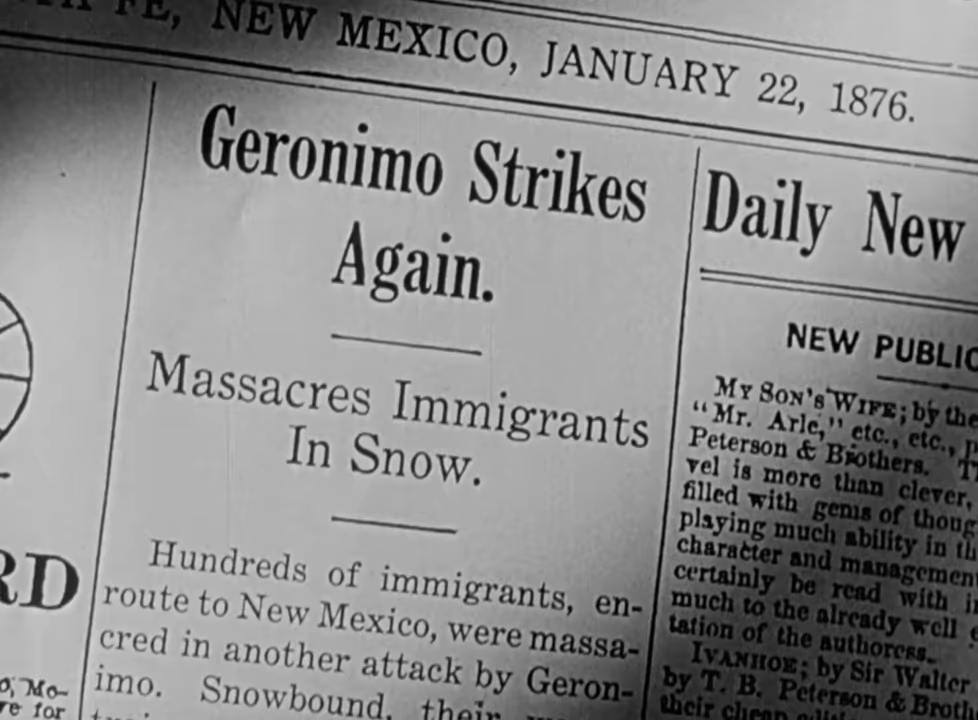 FE, NEW MEXICO, JANUARY 22, 1876.
Geronimo Strikes
Again.
Massacres Immigrants
In Snow.
Hundreds of immigrants, en-
route to New Mexico, were massa-
cred in another attack by Geron-
imo. Snowbound, their
RD
Mo-
for
Daily New
NEW PUBLIC
MY SON'S WIFE; by the
"Mr. Arle," etc., etc.,
Peterson & Brothers.
vel is more than clever,
filled with gems of thoug
playing much ability in th
character and managemen
certainly be read with
much to the already well
tation of the authoress.
IVANHOE; by Sir Walter
by T. B. Peterson & Broth
their cheap